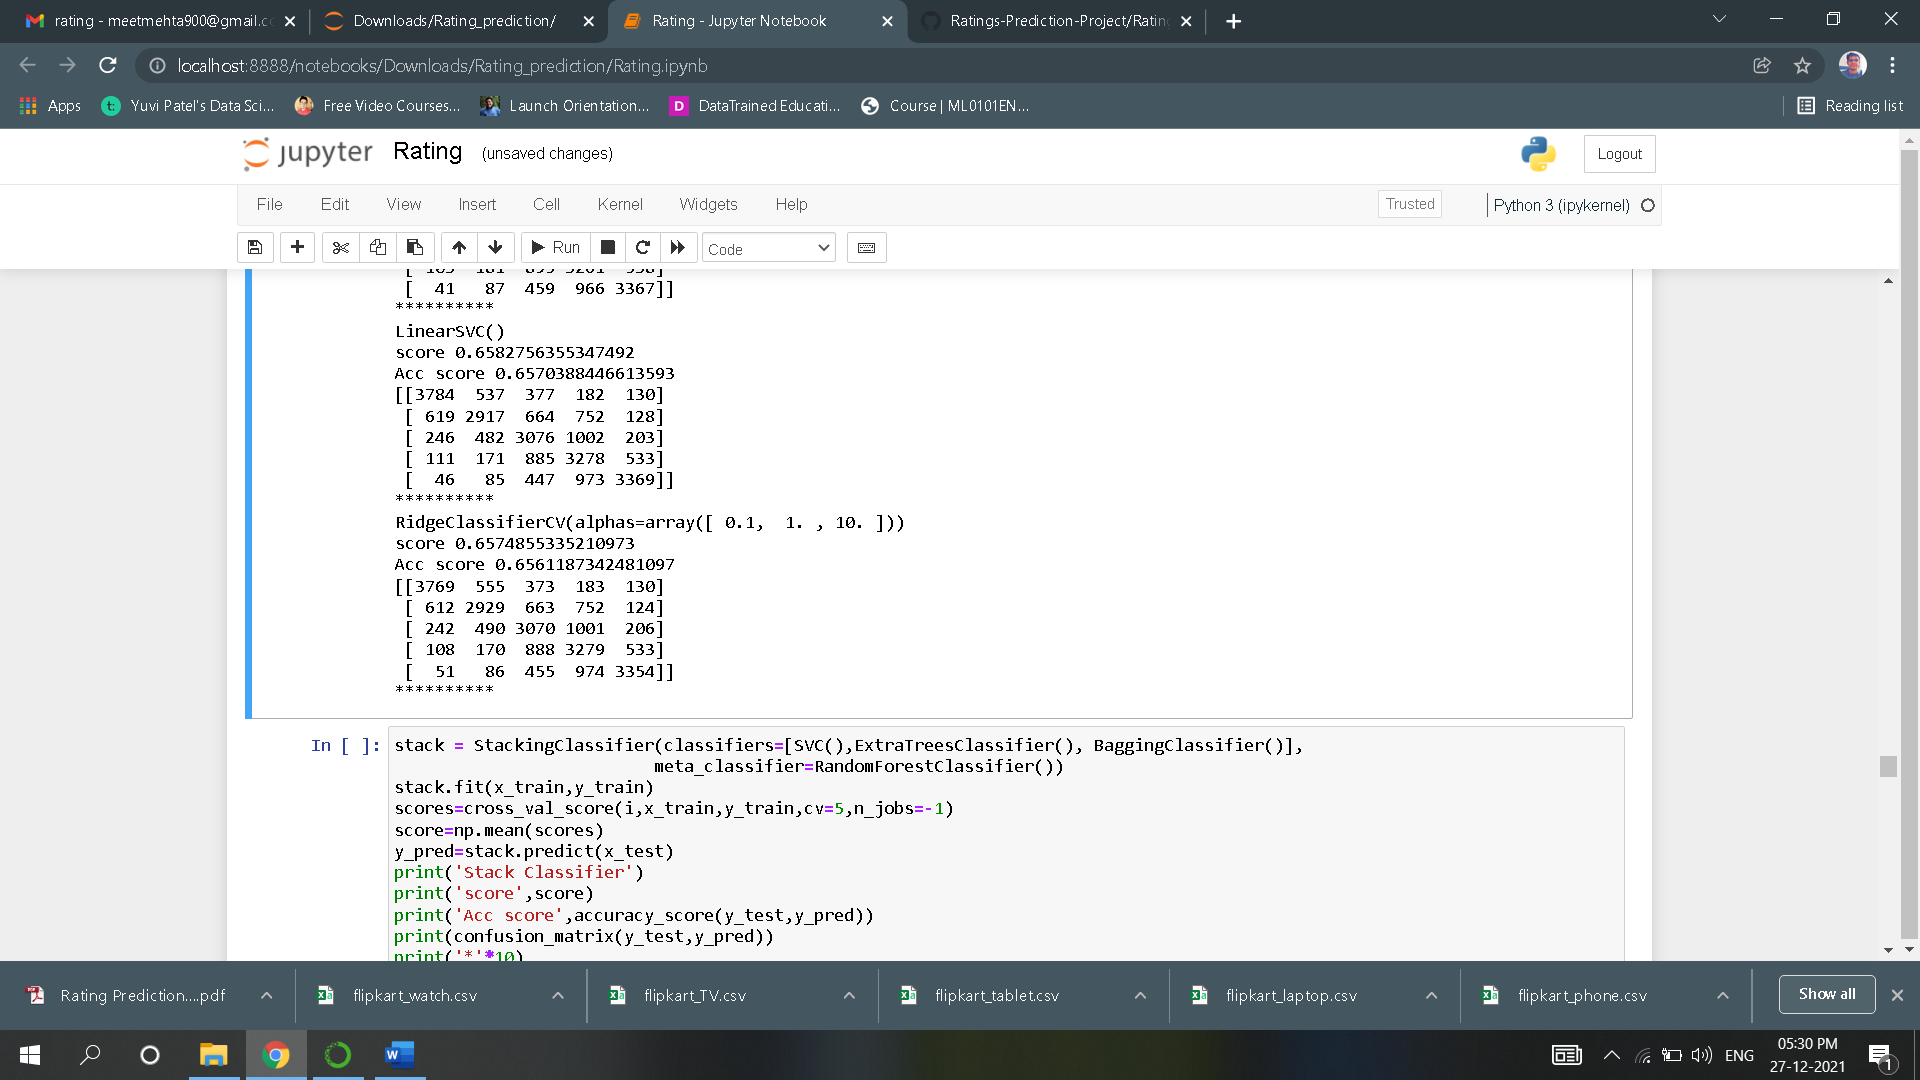 rating - meetmehta900@gmail.c
Downloads/Rating_prediction/
Rating - Jupyter Notebook
Ratings-Prediction-Project/Ratin
localhost:8888/notebooks/Downloads/Rating_prediction/Rating.ipynb
Apps
Yuvi Patel's Data Sci...
Free Video Courses...
Launch Orientation...
D
DataTrained Educati...
Course | ML0101EN...
Reading list
jupyter
Rating
(unsaved changes)
Logout
File
Edit
View
Insert
Cell
Kernel
Widgets
Help
Trusted
Python 3 (ipykernel)
Run
Code
[ 41 87 459 966 3367]]
**********
LinearSVC()
score 0.6582756355347492
Acc score 0.6570388446613593
[[3784 537 377 182 130]
[ 619 2917 664 752 128]
[ 246 482 3076 1002 203]
[ 111 171 885 3278 533]
[ 46 85 447 973 3369]]
**********
RidgeClassifierCV(alphas=array([ 0.1, 1. , 10. ]))
score 0.6574855335210973
Acc score 0.6561187342481097
[[3769 555 373 183 130]
[ 612 2929 663 752 124]
[ 242 490 3070 1001 206]
[ 108 170 888 3279 533]
[ 51 86 455 974 3354]]
**********
In [ ]:
stack = StackingClassifier(classifiers=[SVC(),ExtraTreesClassifier(), BaggingClassifier()],
meta_classifier=RandomForestClassifier())
stack.fit(x_train,y_train)
scores=cross_val_score(i,x_train,y_train,cv=5,n_jobs=-1)
score=np.mean(scores)
y_pred=stack.predict(x_test)
print('Stack Classifier')
print('score',score)
print('Acc score',accuracy_score(y_test,y_pred))
print(confusion_matrix(y_test,y_pred))
print('*'*10)
Rating Prediction....pdf
flipkart_watch.csv
flipkart_TV.csv
flipkart_tablet.csv
flipkart_laptop.csv
flipkart_phone.csv
Show all
ENG
05:30 PM
27-12-2021
1